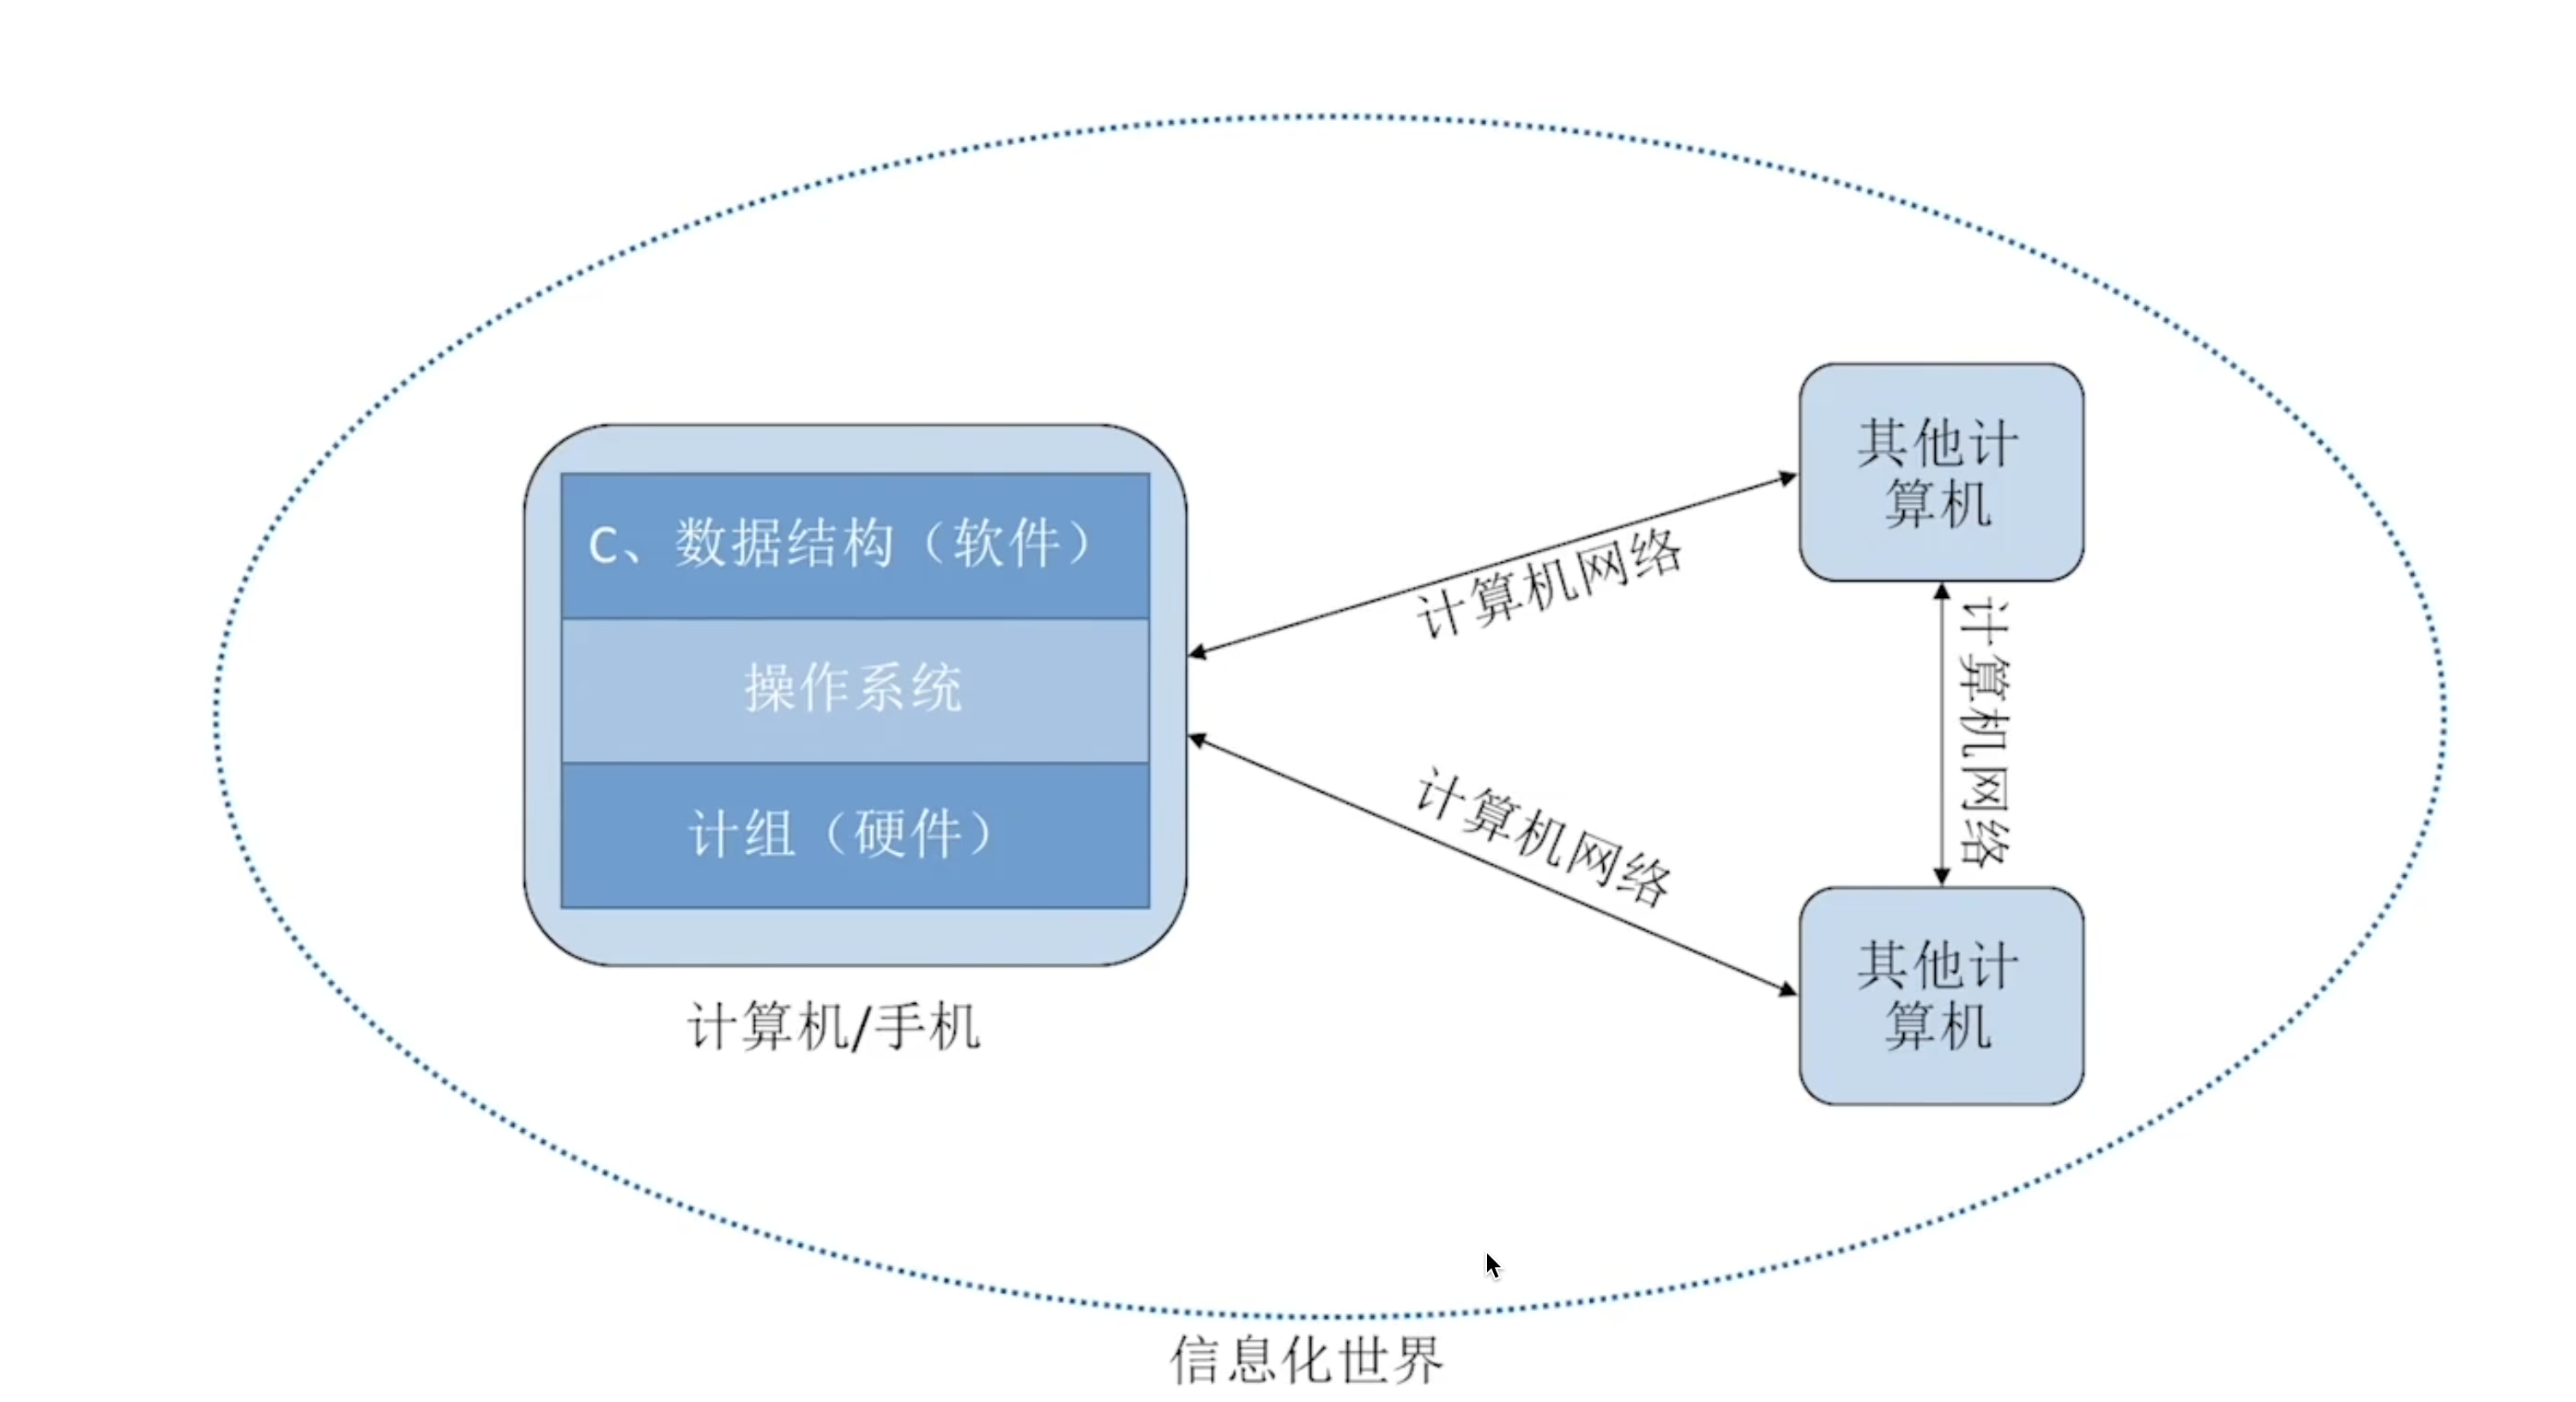 C、数据结构（软件）
操作系统
计组（硬件）
计算机/手机
计算机网络
计算机网络
其他计
算机
计算机网络
其他计
算机
信息化世界